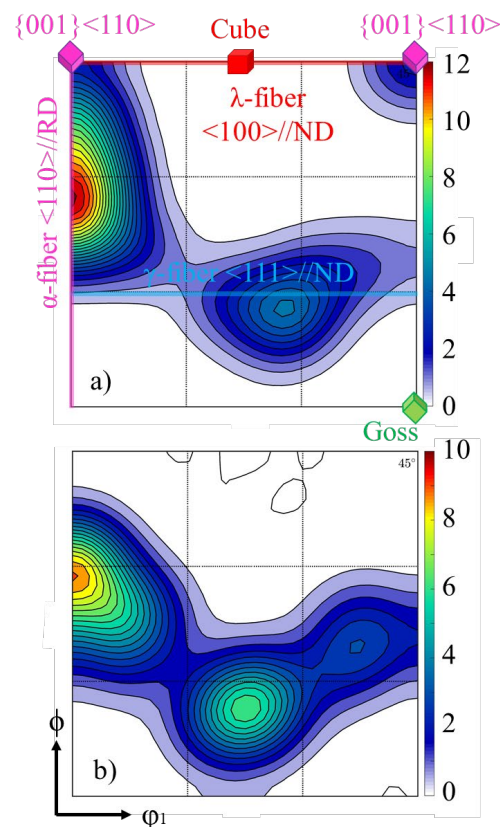 {001}<110> {001}<110>
Cube
λ-fiber
<100>//ND
α-fiber <110>//RD
γ-fiber <111>//ND
a)
Goss
12
10
8
6
4
2
0
45°
10
8
6
4
2
0
b)
ϕ
φ₁